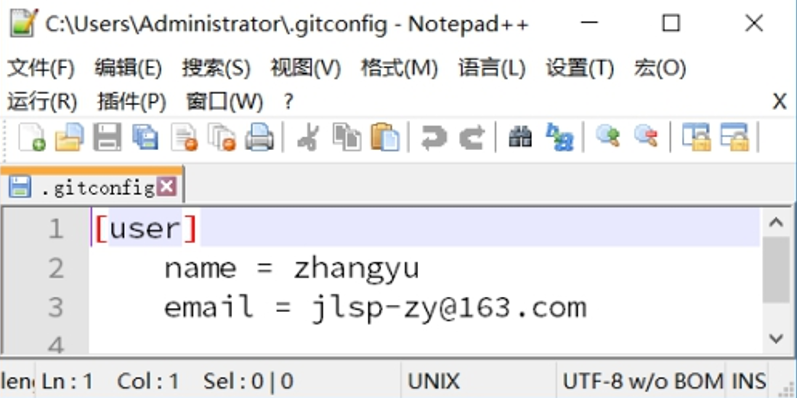 C:\Users\Administrator\.gitconfig - Notepad++
文件(F) 编辑(E) 搜索(S) 视图(V) 格式(M) 语言(L) 设置(T) 宏(O)
运行(R) 插件(P) 窗口(W) ? X
.gitconfig
1 [user]
2 name = zhangyu
3 email = jlsp-zy@163.com
4
len Ln : 1 Col : 1 Sel : 0 | 0 UNIX UTF-8 w/o BOM INS